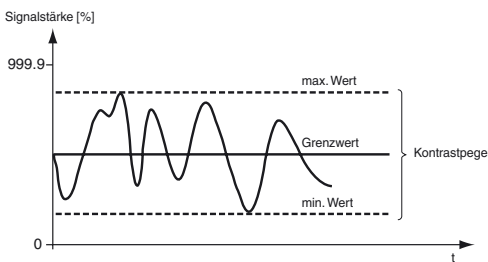 Signalstärke [%]
999.9
max. Wert
Grenzwert
Kontrastpege
min. Wert
0
t